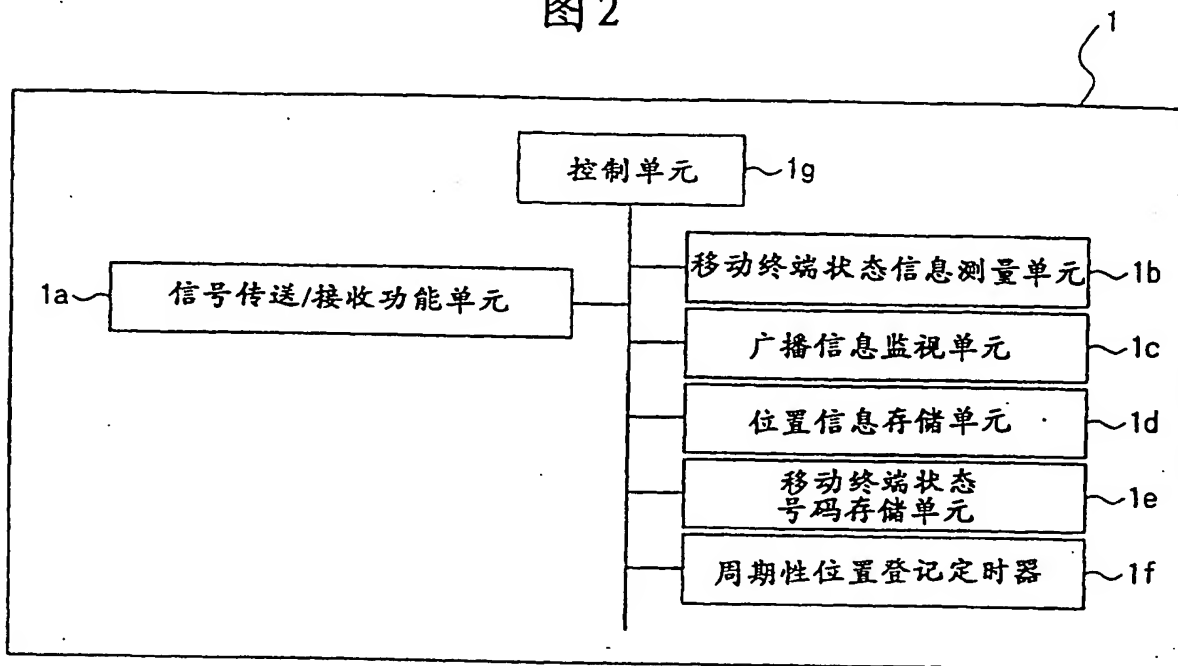 图2
1
控制单元
1g
1a
信号传送/接收功能单元
移动终端状态信息测量单元
1b
广播信息监视单元
1c
位置信息存储单元
1d
移动终端状态
号码存储单元
1e
周期性位置登记定时器
1f